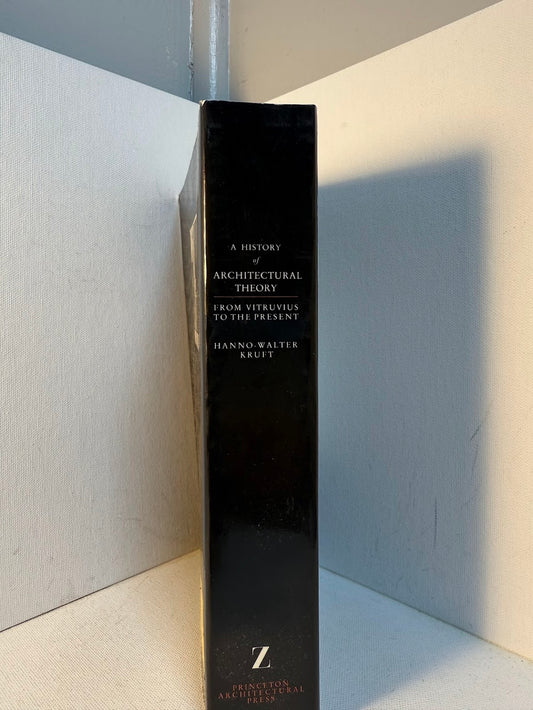 A HISTORY
of
ARCHITECTURAL
THEORY
FROM VITRUVIUS
TO THE PRESENT
HANNO-WALTER
KRUFT
Z
PRINCETON
ARCHITECTURAL
PRESS